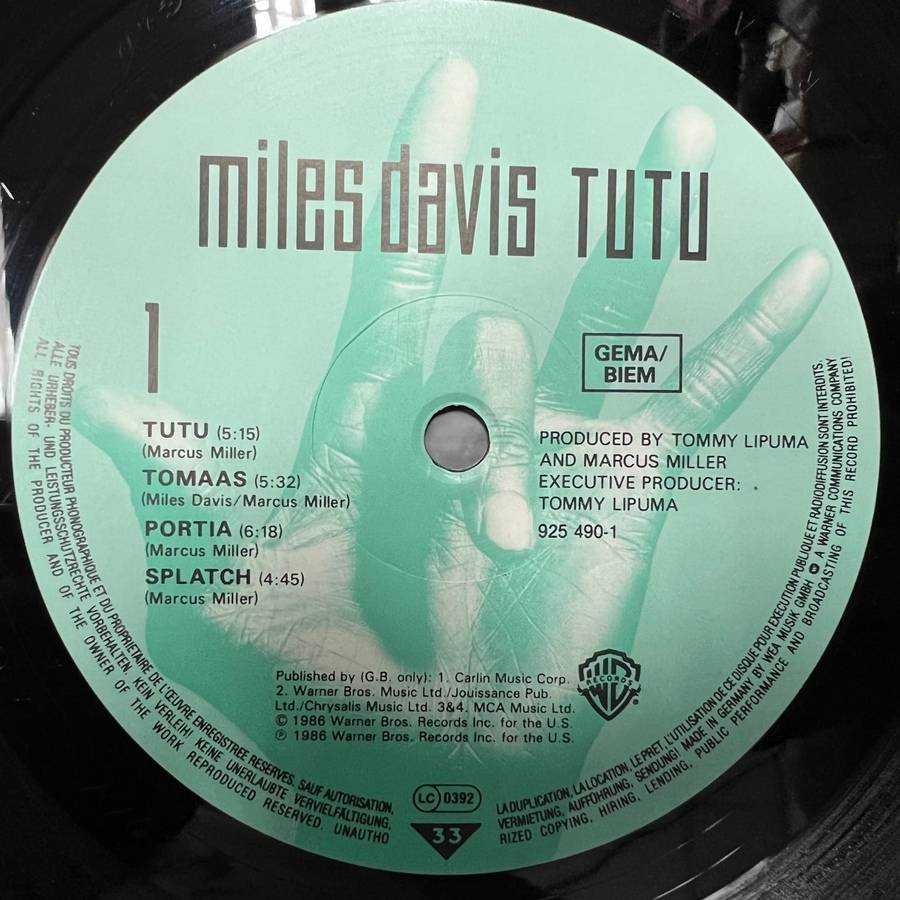 miles davis TUTU
1
GEMA/
BIEM
TUTU (5:15)
(Marcus Miller)
TOMAAS (5:32)
(Miles Davis/Marcus Miller)
PORTIA (6:18)
(Marcus Miller)
SPLATCH (4:45)
(Marcus Miller)
PRODUCED BY TOMMY LIPUMA
AND MARCUS MILLER
EXECUTIVE PRODUCER:
TOMMY LIPUMA
925 490-1
Published by (G.B. only): 1. Carlin Music Corp.
2. Warner Bros. Music Ltd./Jouissance Pub.
Ltd./Chrysalis Music Ltd. 3&4. MCA Music Ltd.
© 1986 Warner Bros. Records Inc. for the U.S.
℗ 1986 Warner Bros. Records Inc. for the U.S.
WB
RECORDS
®
LC 0392
33
TOUS DROITS DU PRODUCTEUR PHONOGRAPHIQUE ET DU PROPRIETAIRE DE L'ŒUVRE ENREGISTREE RESERVES. SAUF AUTORISATION, LA DUPLICATION, LA LOCATION, LE PRET, L'UTILISATION DE CE DISQUE POUR EXECUTION PUBLIQUE ET RADIODIFFUSION SONT INTERDITS.
ALLE URHEBER- UND LEISTUNGSSCHUTZRECHTE VORBEHALTEN. KEIN VERLEIH! KEINE UNERLAUBTE VERVIELFÄLTIGUNG, VERMIETUNG, AUFFÜHRUNG, SENDUNG! MADE IN GERMANY BY WEA MUSIK GMBH A WARNER COMMUNICATIONS COMPANY
ALL RIGHTS OF THE PRODUCER AND OF THE OWNER OF THE WORK REPRODUCED RESERVED. UNAUTHORIZED COPYING, HIRING, LENDING, PUBLIC PERFORMANCE AND BROADCASTING OF THIS RECORD PROHIBITED!